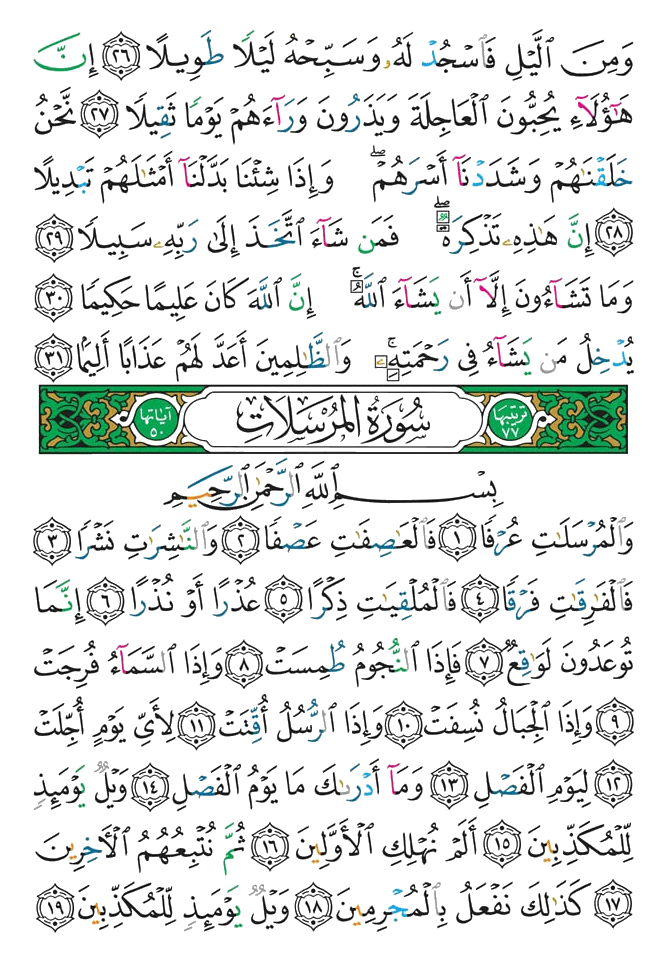 وَمِنَ ٱلَّيۡلِ فَٱسۡجُدۡ لَهُۥ وَسَبِّحۡهُ لَيۡلٗا طَوِيلًا ٢٦ إِنَّ
هَٰٓؤُلَآءِ يُحِبُّونَ ٱلۡعَاجِلَةَ وَيَذَرُونَ وَرَآءَهُمۡ يَوۡمٗا ثَقِيلٗا ٢٧ نَّحۡنُ
خَلَقۡنَٰهُمۡ وَشَدَدۡنَآ أَسۡرَهُمۡۖ وَإِذَا شِئۡنَا بَدَّلۡنَآ أَمۡثَٰلَهُمۡ تَبۡدِيلًا
٢٨ إِنَّ هَٰذِهِۦ تَذۡكِرَةٞۖ فَمَن شَآءَ ٱتَّخَذَ إِلَىٰ رَبِّهِۦ سَبِيلٗا ٢٩
وَمَا تَشَآءُونَ إِلَّآ أَن يَشَآءَ ٱللَّهُۚ إِنَّ ٱللَّهَ كَانَ عَلِيمًا حَكِيمٗا ٣٠
يُدۡخِلُ مَن يَشَآءُ فِي رَحۡمَتِهِۦۚ وَٱلظَّٰلِمِينَ أَعَدَّ لَهُمۡ عَذَابًا أَلِيمَۢا ٣١
ترتيبها ٧٧ سُورَةُ المُرْسَلَاتِ آياتها ٥٠
بِسۡمِ ٱللَّهِ ٱلرَّحۡمَٰنِ ٱلرَّحِيمِ
وَٱلۡمُرۡسَلَٰتِ عُرۡفٗا ١ فَٱلۡعَٰصِفَٰتِ عَصۡفٗا ٢ وَٱلنَّٰشِرَٰتِ نَشۡرٗا ٣
فَٱلۡفَٰرِقَٰتِ فَرۡقٗا ٤ فَٱلۡمُلۡقِيَٰتِ ذِكۡرًا ٥ عُذۡرًا أَوۡ نُذۡرًا ٦ إِنَّمَا
تُوعَدُونَ لَوَٰقِعٞ ٧ فَإِذَا ٱلنُّجُومُ طُمِسَتۡ ٨ وَإِذَا ٱلسَّمَآءُ فُرِجَتۡ
٩ وَإِذَا ٱلۡجِبَالُ نُسِفَتۡ ١٠ وَإِذَا ٱلرُّسُلُ أُقِّتَتۡ ١١ لِأَيِّ يَوۡمٍ أُجِّلَتۡ
١٢ لِيَوۡمِ ٱلۡفَصۡلِ ١٣ وَمَآ أَدۡرَىٰكَ مَا يَوۡمُ ٱلۡفَصۡلِ ١٤ وَيۡلٞ يَوۡمَئِذٖ
لِّلۡمُكَذِّبِينَ ١٥ أَلَمۡ نُهۡلِكِ ٱلۡأَوَّلِينَ ١٦ ثُمَّ نُتۡبِعُهُمُ ٱلۡأٓخِرِينَ
١٧ كَذَٰلِكَ نَفۡعَلُ بِٱلۡمُجۡرِمِينَ ١٨ وَيۡلٞ يَوۡمَئِذٖ لِّلۡمُكَذِّبِينَ ١٩